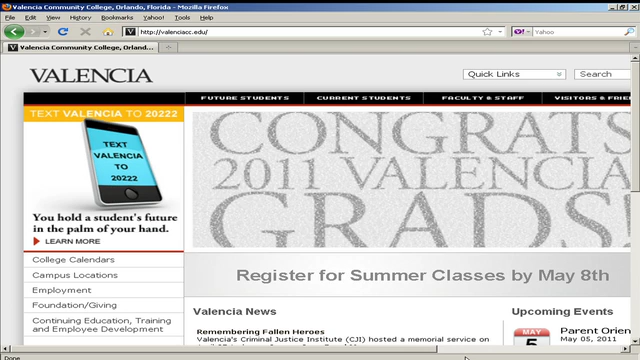 Valencia Community College, Orlando, Florida - Mozilla Firefox
File Edit View History Bookmarks Yahoo! Tools Help
http://valenciacc.edu/
Yahoo
Valencia Community College, Orland...
VALENCIA
Quick Links
Search
FUTURE STUDENTS CURRENT STUDENTS FACULTY & STAFF VISITORS & FRIE
TEXT VALENCIA TO 20222
TEXT
VALENCIA
TO
20222
You hold a student's future
in the palm of your hand.
LEARN MORE
CONGRATS
2011 VALENCIA
GRADS!
Register for Summer Classes by May 8th
College Calendars
Campus Locations
Employment
Foundation/Giving
Continuing Education, Training
and Employee Development
Valencia News
Remembering Fallen Heroes
Valencia's Criminal Justice Institute (CJI) hosted a memorial service on
Upcoming Events
MAY
5
Parent Orien
May 05, 2011
Done